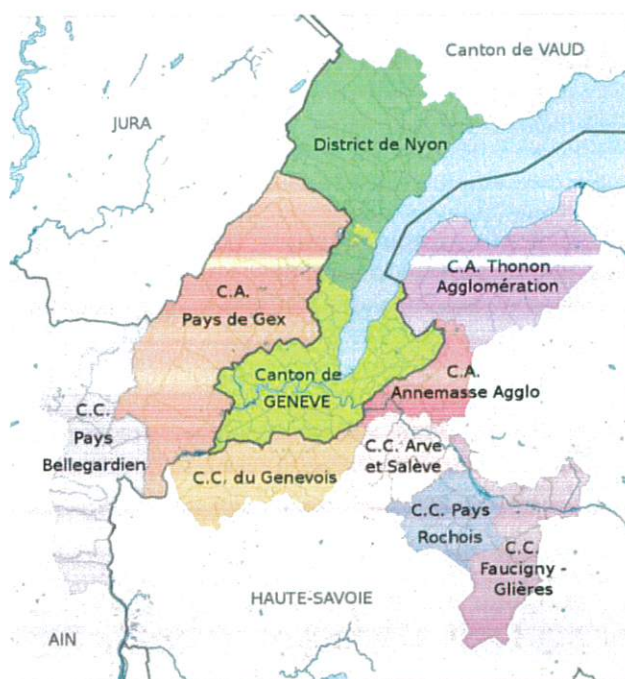 Canton de VAUD
JURA
District de Nyon
C.A. Thonon
Agglomération
C.A.
Pays de Gex
Canton de
GENEVE
C.A.
Annemasse Agglo
C.C.
Pays
Bellegardien
C.C. Arve
et Salève
C.C. du Genevois
C.C. Pays
Rochois
C.C.
Faucigny -
Glières
HAUTE-SAVOIE
AIN